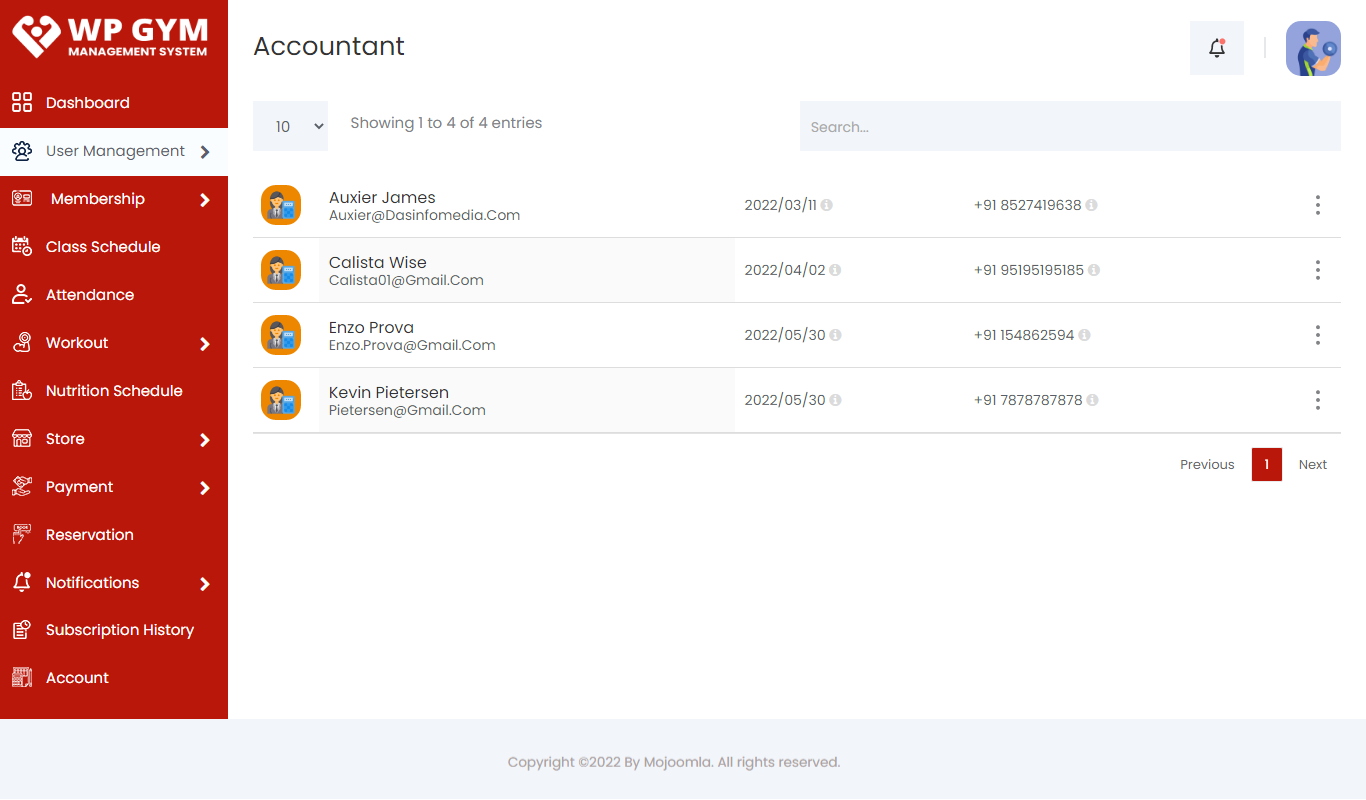 WP GYM
MANAGEMENT SYSTEM
Dashboard
User Management
Membership
Class Schedule
Attendance
Workout
Nutrition Schedule
Store
Payment
Reservation
Notifications
Subscription History
Account
Accountant
10
Showing 1 to 4 of 4 entries
Search...
Auxier James
Auxier@Dasinfomedia.Com
2022/03/11
+91 8527419638
Calista Wise
Calista01@Gmail.Com
2022/04/02
+91 95195195185
Enzo Prova
Enzo.Prova@Gmail.Com
2022/05/30
+91 154862594
Kevin Pietersen
Pietersen@Gmail.Com
2022/05/30
+91 7878787878
Previous
1
Next
Copyright ©2022 By Mojoomla. All rights reserved.